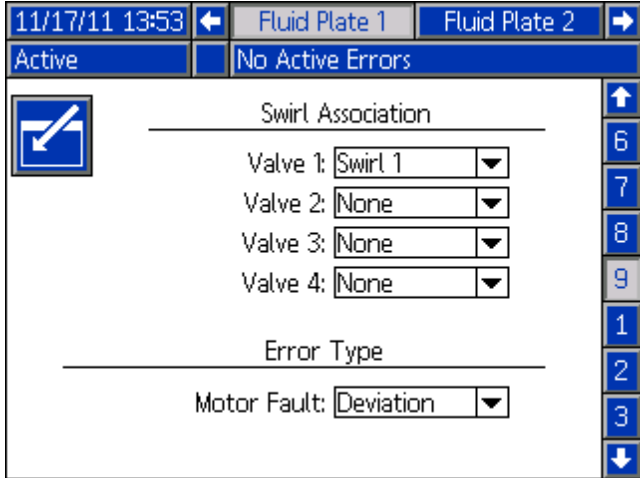 11/17/11 13:53 Fluid Plate 1 Fluid Plate 2
Active No Active Errors
Swirl Association
Valve 1: Swirl 1
Valve 2: None
Valve 3: None
Valve 4: None
Error Type
Motor Fault: Deviation
6
7
8
9
1
2
3